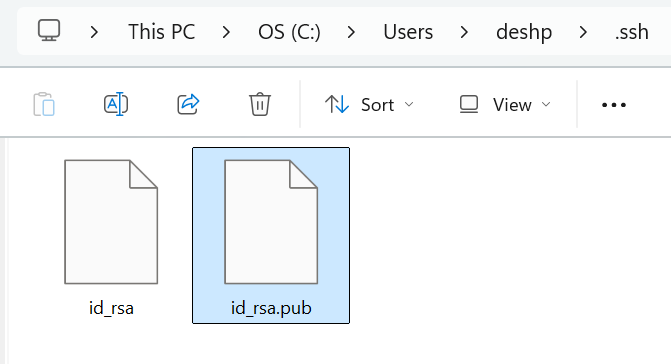 This PC > OS (C:) > Users > deshp > .ssh
Sort View
id_rsa id_rsa.pub